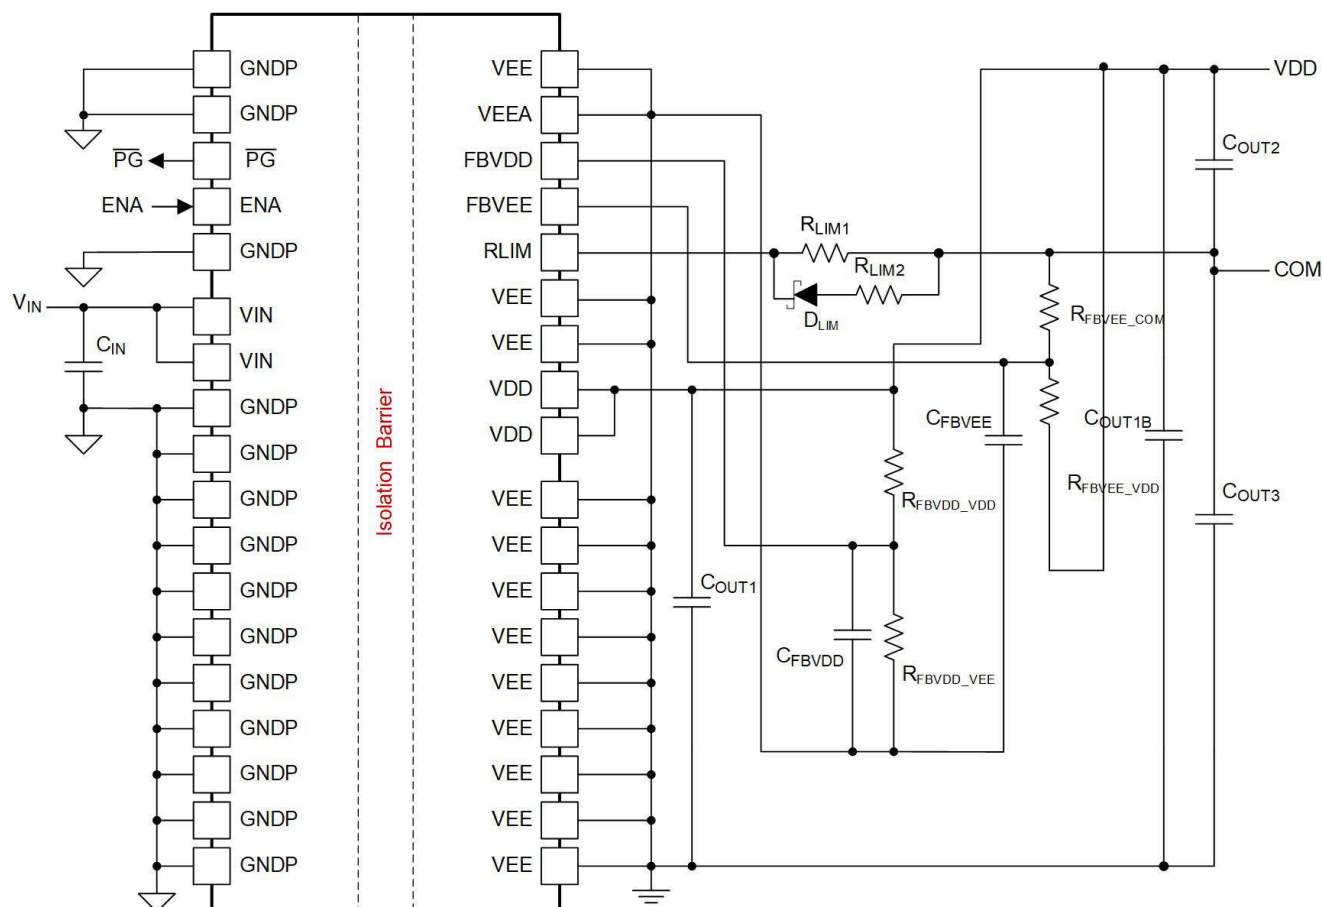 GNDP
VEE
VDD
GNDP
VEEA
COUT2
PG
PG
FBVDD
ENA
ENA
FBVEE
RLIM1
GNDP
RLIM
RLIM2
COM
VIN
VIN
VEE
DLIM
RFBVEE_COM
CIN
VIN
VEE
GNDP
VDD
Isolation Barrier
CFBVEE
COUT1B
GNDP
VDD
RFBVEE_VDD
COUT3
GNDP
VEE
RFBVDD_VDD
GNDP
VEE
GNDP
VEE
COUT1
GNDP
VEE
CFBVDD
GNDP
VEE
RFBVDD_VEE
GNDP
VEE
GNDP
VEE
GNDP
VEE
GNDP
VEE